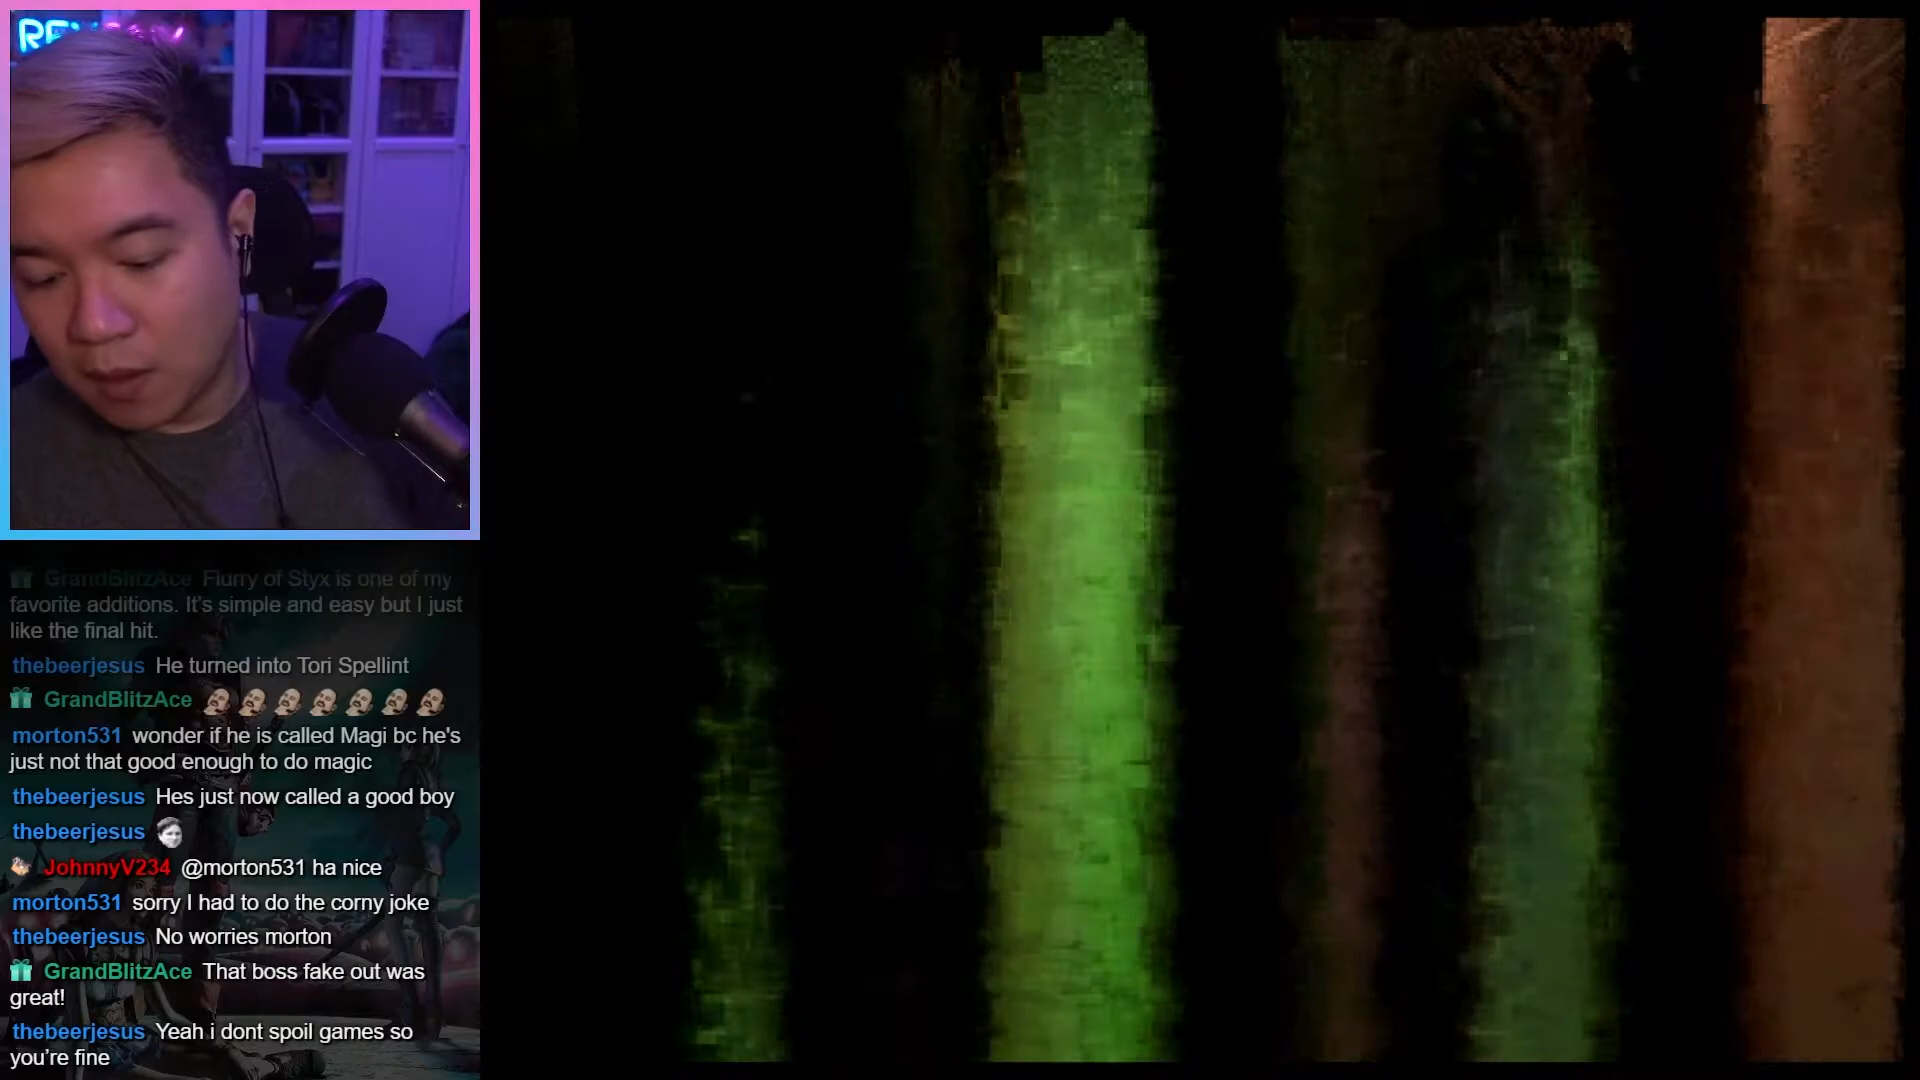 RE
GrandBlitzAce Flurry of Styx is one of my
favorite additions. It's simple and easy but I just
like the final hit.
thebeerjesus He turned into Tori Spellint
GrandBlitzAce
morton531 wonder if he is called Magi bc he's
just not that good enough to do magic
thebeerjesus Hes just now called a good boy
thebeerjesus
JohnnyV234 @morton531 ha nice
morton531 sorry I had to do the corny joke
thebeerjesus No worries morton
GrandBlitzAce That boss fake out was
great!
thebeerjesus Yeah i dont spoil games so
you're fine